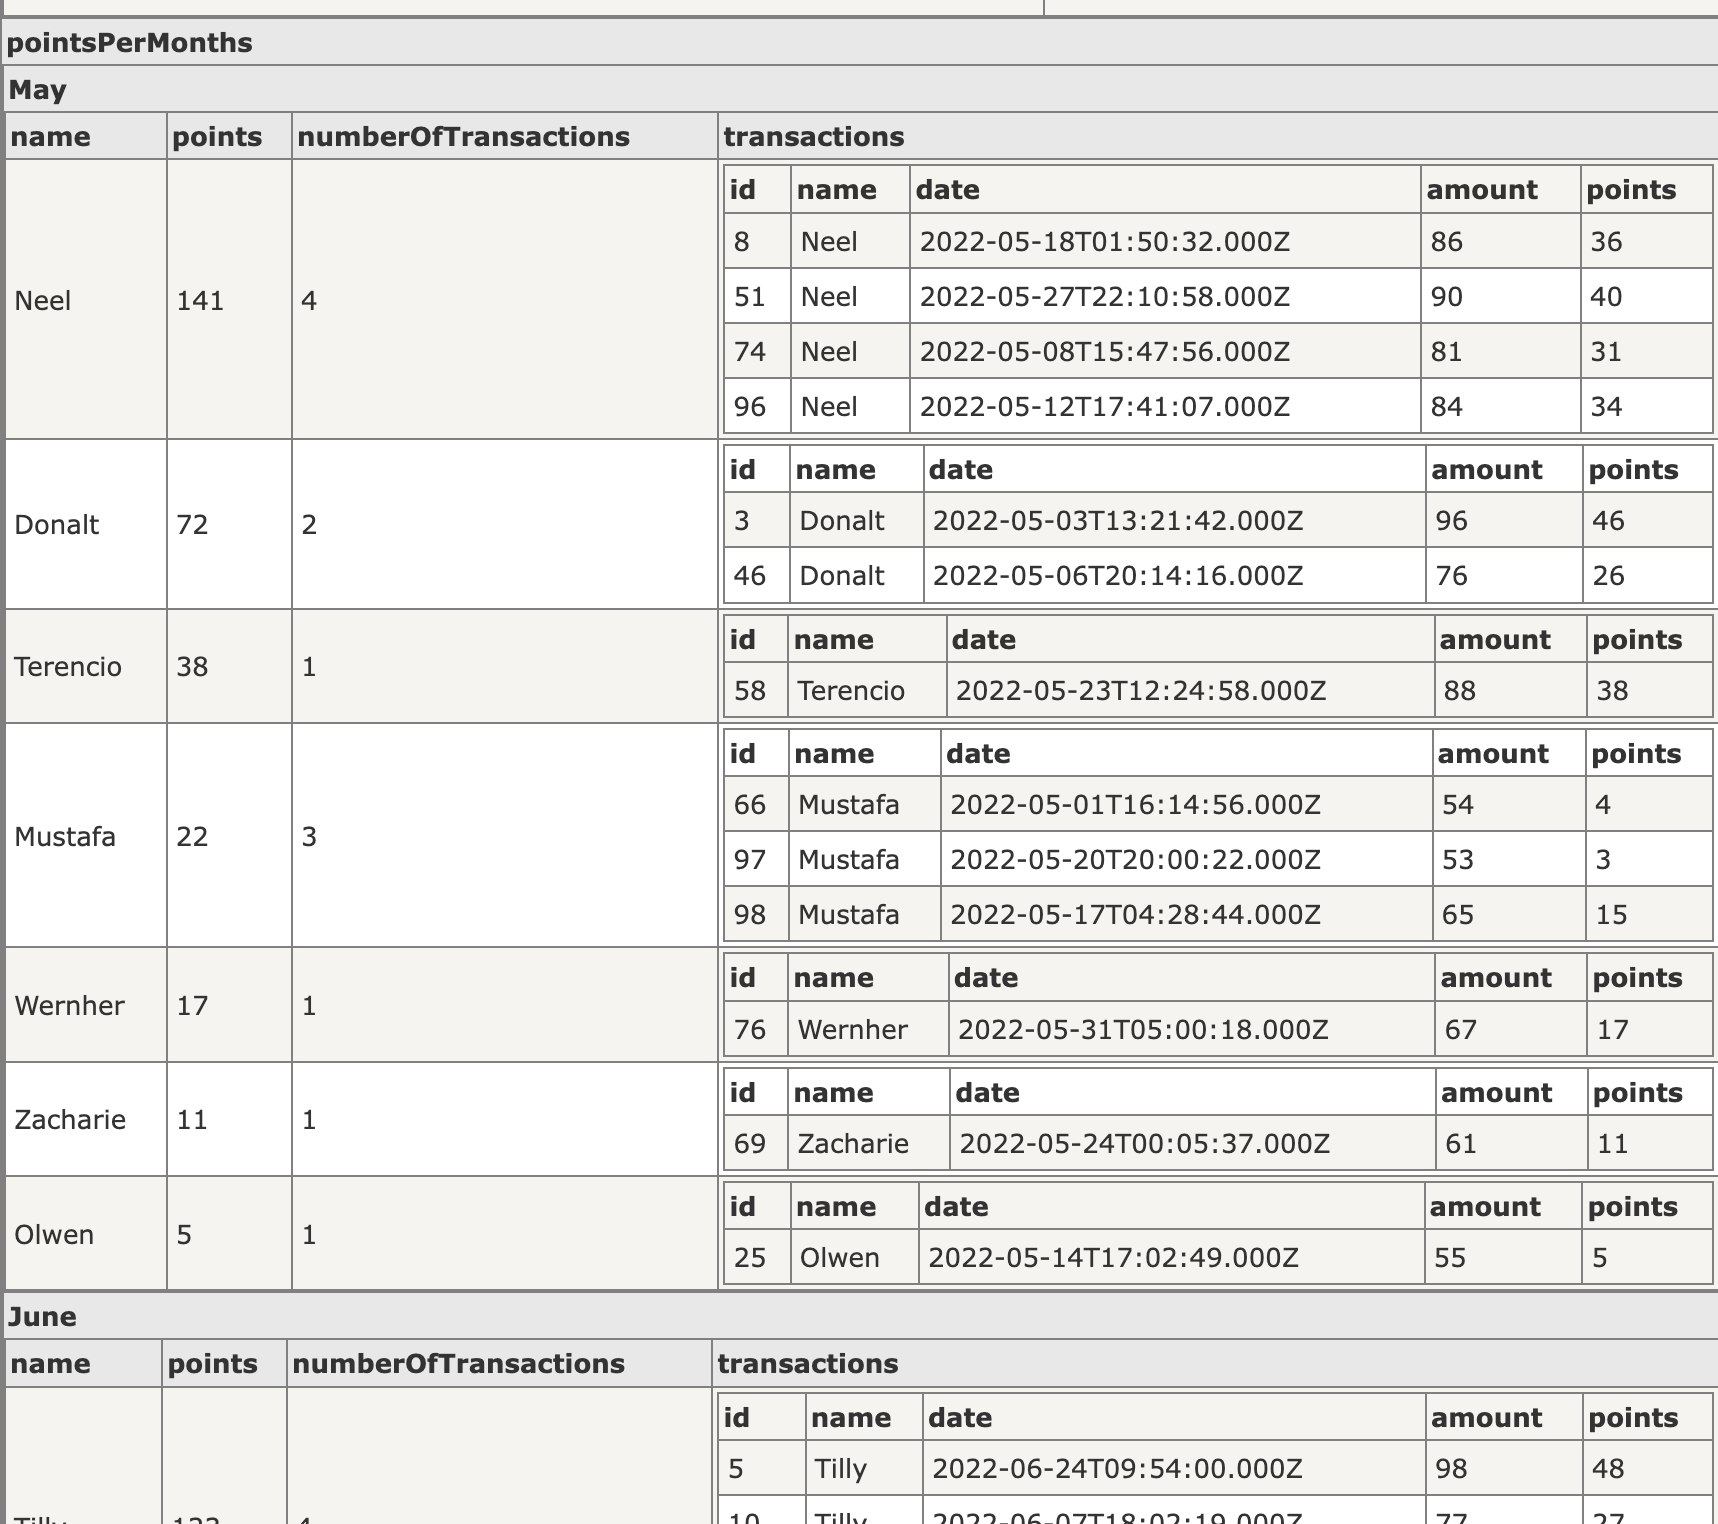 pointsPerMonths
May
name points numberOfTransactions transactions
id name date amount points
8 Neel 2022-05-18T01:50:32.000Z 86 36
51 Neel 2022-05-27T22:10:58.000Z 90 40
Neel 141 4
74 Neel 2022-05-08T15:47:56.000Z 81 31
96 Neel 2022-05-12T17:41:07.000Z 84 34
id name date amount points
Donalt 72 2
3 Donalt 2022-05-03T13:21:42.000Z 96 46
46 Donalt 2022-05-06T20:14:16.000Z 76 26
id name date amount points
Terencio 38 1
58 Terencio 2022-05-23T12:24:58.000Z 88 38
id name date amount points
66 Mustafa 2022-05-01T16:14:56.000Z 54 4
Mustafa 22 3
97 Mustafa 2022-05-20T20:00:22.000Z 53 3
98 Mustafa 2022-05-17T04:28:44.000Z 65 15
id name date amount points
Wernher 17 1
76 Wernher 2022-05-31T05:00:18.000Z 67 17
id name date amount points
Zacharie 11 1
69 Zacharie 2022-05-24T00:05:37.000Z 61 11
id name date amount points
Olwen 5 1
25 Olwen 2022-05-14T17:02:49.000Z 55 5
June
name points numberOfTransactions transactions
id name date amount points
5 Tilly 2022-06-24T09:54:00.000Z 98 48
10 Tilly 2022-06-07T18:02:19.000Z 77 27
Tilly 4